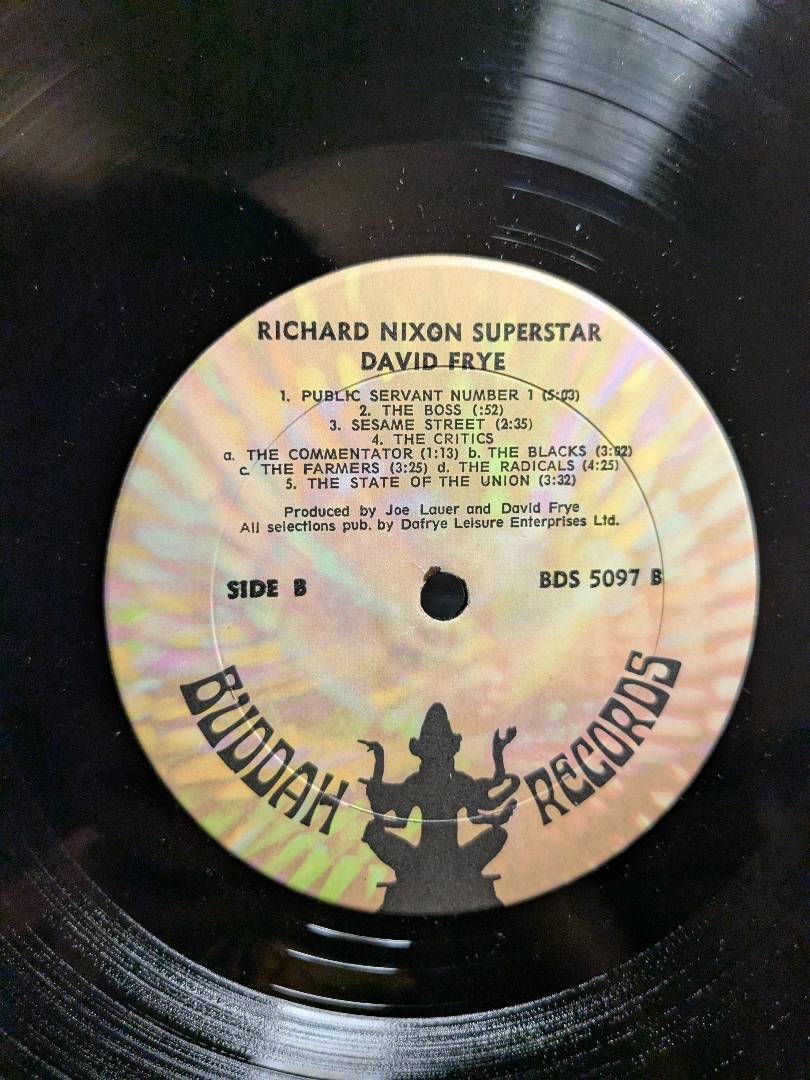 RICHARD NIXON SUPERSTAR
DAVID FRYE
1. PUBLIC SERVANT NUMBER 1 (5:03)
2. THE BOSS (:52)
3. SESAME STREET (2:35)
4. THE CRITICS
a. THE COMMENTATOR (1:13) b. THE BLACKS (3:02)
c. THE FARMERS (3:25) d. THE RADICALS (4:25)
5. THE STATE OF THE UNION (3:32)
Produced by Joe Lauer and David Frye
All selections pub. by Dafrye Leisure Enterprises Ltd.
SIDE B
BDS 5097 B
BUDDAH RECORDS